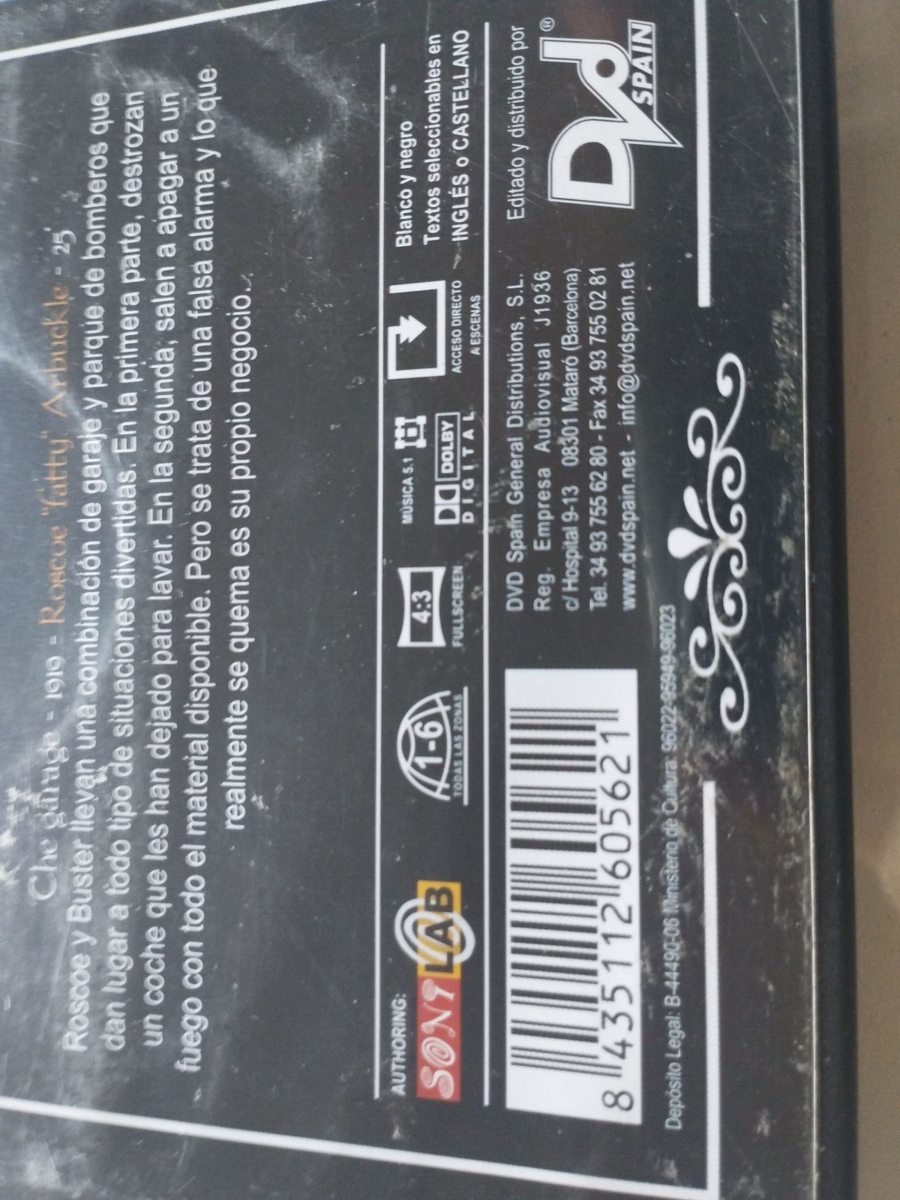 The garage - 1919 - Roscoe "fatty" Arbuckle - 25'
Roscoe y Buster llevan una combinación de garaje y parque de bomberos que
dan lugar a todo tipo de situaciones divertidas. En la primera parte, destrozan
un coche que les han dejado para lavar. En la segunda, salen a apagar a un
fuego con todo el material disponible. Pero se trata de una falsa alarma y lo que
realmente se quema es su propio negocio...
AUTHORING:
SONILAB
1-6
TODAS LAS ZONAS
4:3
FULLSCREEN
MÚSICA 5.1
DOLBY
DIGITAL
ACCESO DIRECTO
A ESCENAS
Blanco y negro
Textos seleccionables en
INGLÉS o CASTELLANO
8 435112 605621
DVD Spain General Distributions, S.L.
Reg. Empresa Audiovisual J1936
c/ Hospital 9-13 08301 Mataró (Barcelona)
Tel. 34 93 755 62 80 - Fax 34 93 755 02 81
www.dvdspain.net - info@dvdspain.net
Editado y distribuido por
Dvd ®
SPAIN
Depósito Legal: B-44490-06 Ministerio de Cultura: 96022-95949-96023